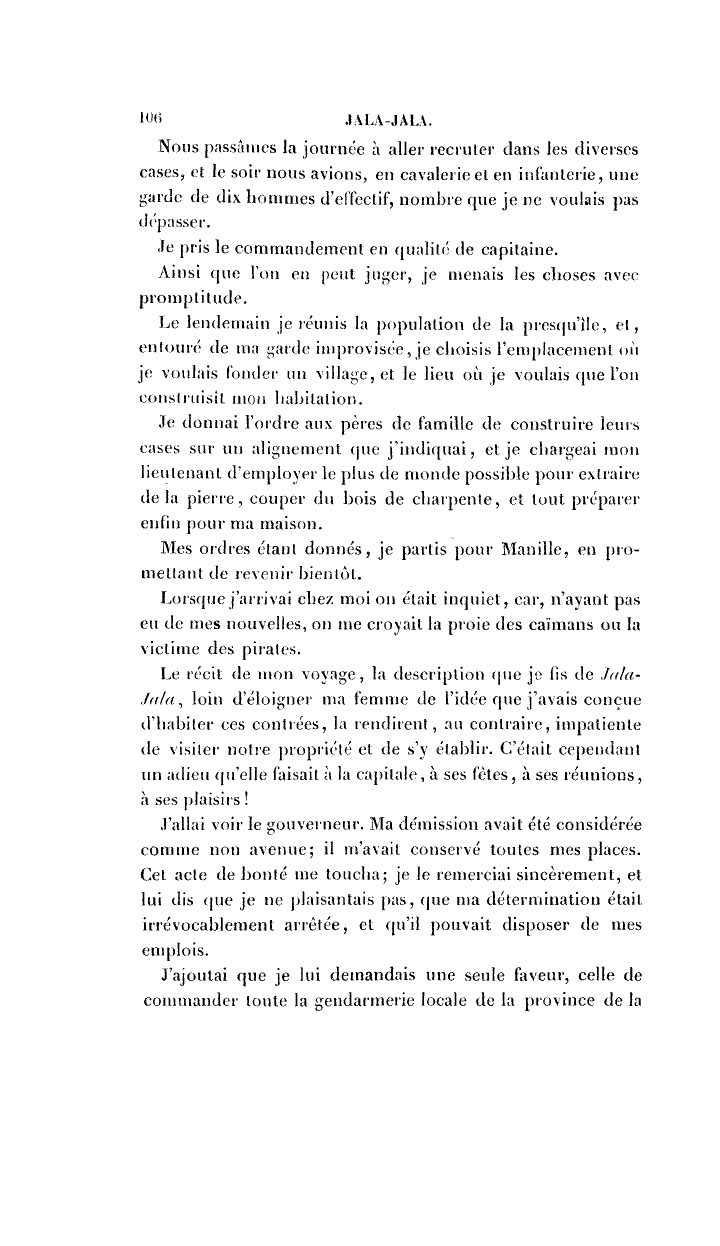 106 JALA-JALA.
Nous passâmes la journée à aller recruter dans les diverses
cases, et le soir nous avions, en cavalerie et en infanterie, une
garde de dix hommes d'effectif, nombre que je ne voulais pas
dépasser.
Je pris le commandement en qualité de capitaine.
Ainsi que l'on en peut juger, je menais les choses avec
promptitude.
Le lendemain je réunis la population de la presqu'île, et,
entouré de ma garde improvisée, je choisis l'emplacement où
je voulais fonder un village, et le lieu où je voulais que l'on
construisît mon habitation.
Je donnai l'ordre aux pères de famille de construire leurs
cases sur un alignement que j'indiquai, et je chargeai mon
lieutenant d'employer le plus de monde possible pour extraire
de la pierre, couper du bois de charpente, et tout préparer
enfin pour ma maison.
Mes ordres étant donnés, je partis pour Manille, en pro-
mettant de revenir bientôt.
Lorsque j'arrivai chez moi on était inquiet, car, n'ayant pas
eu de mes nouvelles, on me croyait la proie des caïmans ou la
victime des pirates.
Le récit de mon voyage, la description que je fis de Jala-
Jala, loin d'éloigner ma femme de l'idée que j'avais conçue
d'habiter ces contrées, la rendirent, au contraire, impatiente
de visiter notre propriété et de s'y établir. C'était cependant
un adieu qu'elle faisait à la capitale, à ses fêtes, à ses réunions,
à ses plaisirs !
J'allai voir le gouverneur. Ma démission avait été considérée
comme non avenue; il m'avait conservé toutes mes places.
Cet acte de bonté me toucha; je le remerciai sincèrement, et
lui dis que je ne plaisantais pas, que ma détermination était
irrévocablement arrêtée, et qu'il pouvait disposer de mes
emplois.
J'ajoutai que je lui demandais une seule faveur, celle de
commander toute la gendarmerie locale de la province de la